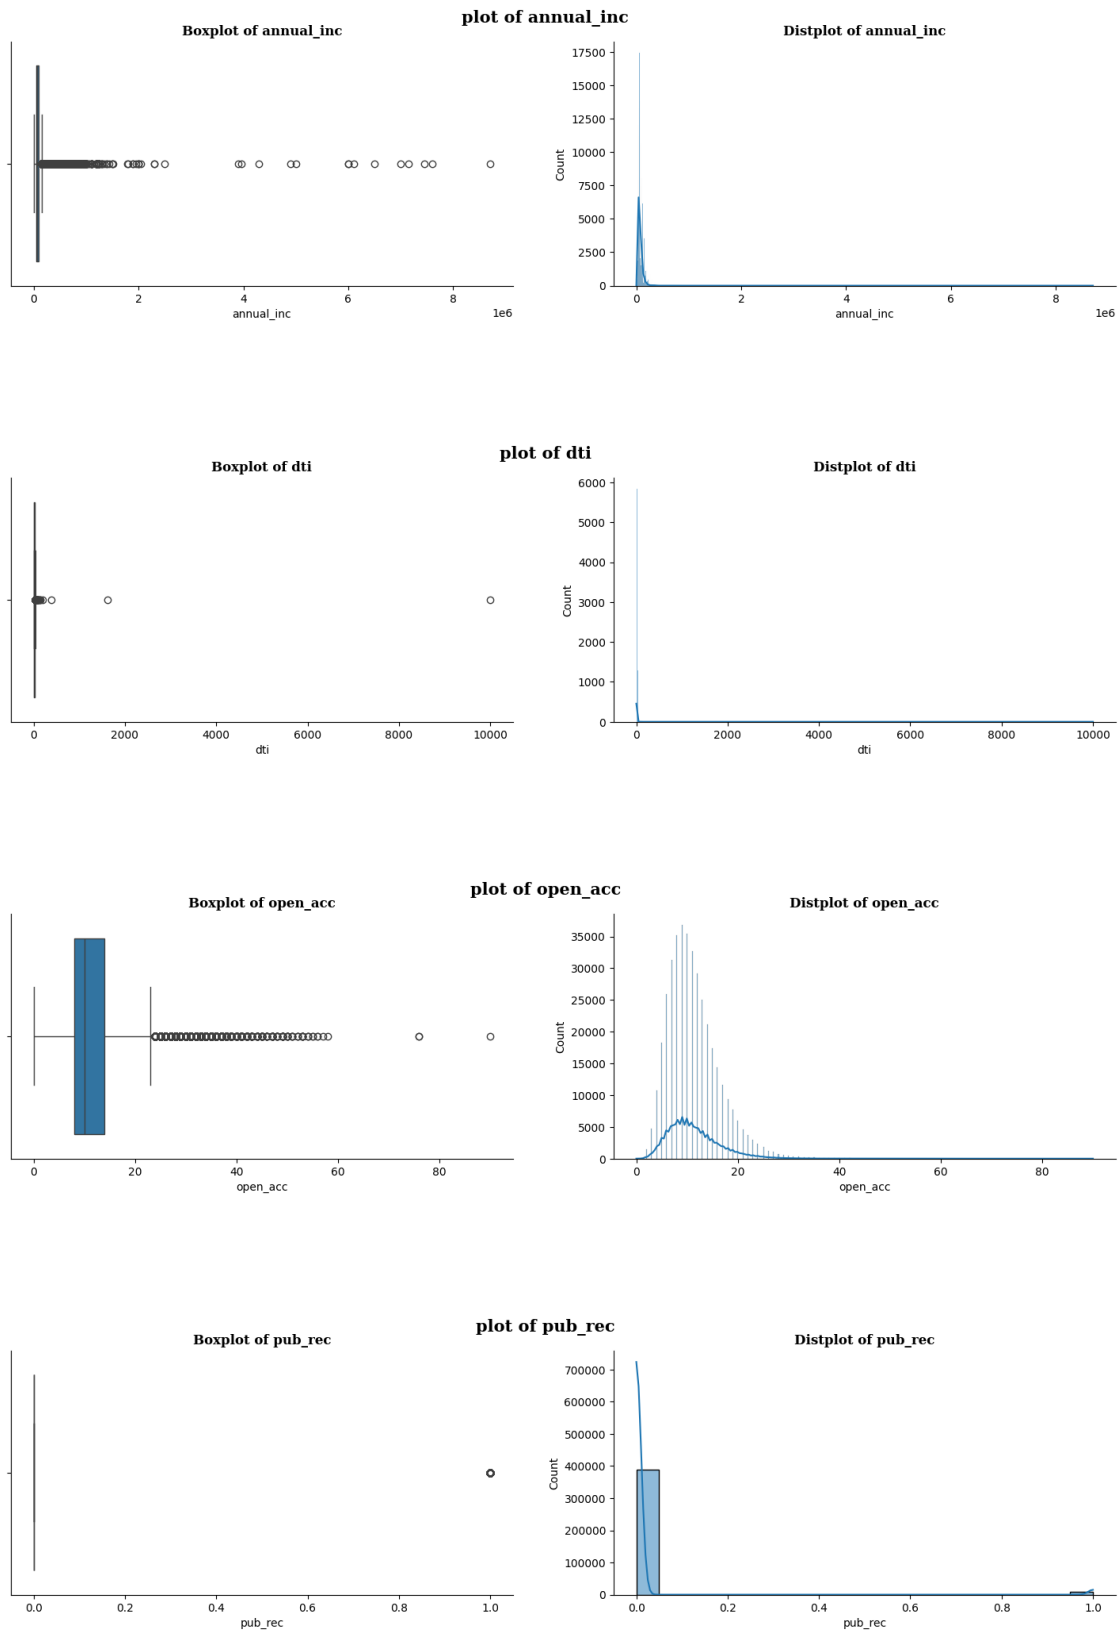 plot of annual_inc
Boxplot of annual_inc
Distplot of annual_inc
17500
15000
12500
10000
7500
5000
2500
0
Count
0 2 4 6 8
1e6
annual_inc
0 2 4 6 8
1e6
annual_inc
plot of dti
Boxplot of dti
Distplot of dti
6000
5000
4000
3000
2000
1000
0
Count
0 2000 4000 6000 8000 10000
dti
0 2000 4000 6000 8000 10000
dti
plot of open_acc
Boxplot of open_acc
Distplot of open_acc
35000
30000
25000
20000
15000
10000
5000
0
Count
0 20 40 60 80
open_acc
0 20 40 60 80
open_acc
plot of pub_rec
Boxplot of pub_rec
Distplot of pub_rec
700000
600000
500000
400000
300000
200000
100000
0
Count
0.0 0.2 0.4 0.6 0.8 1.0
pub_rec
0.0 0.2 0.4 0.6 0.8 1.0
pub_rec